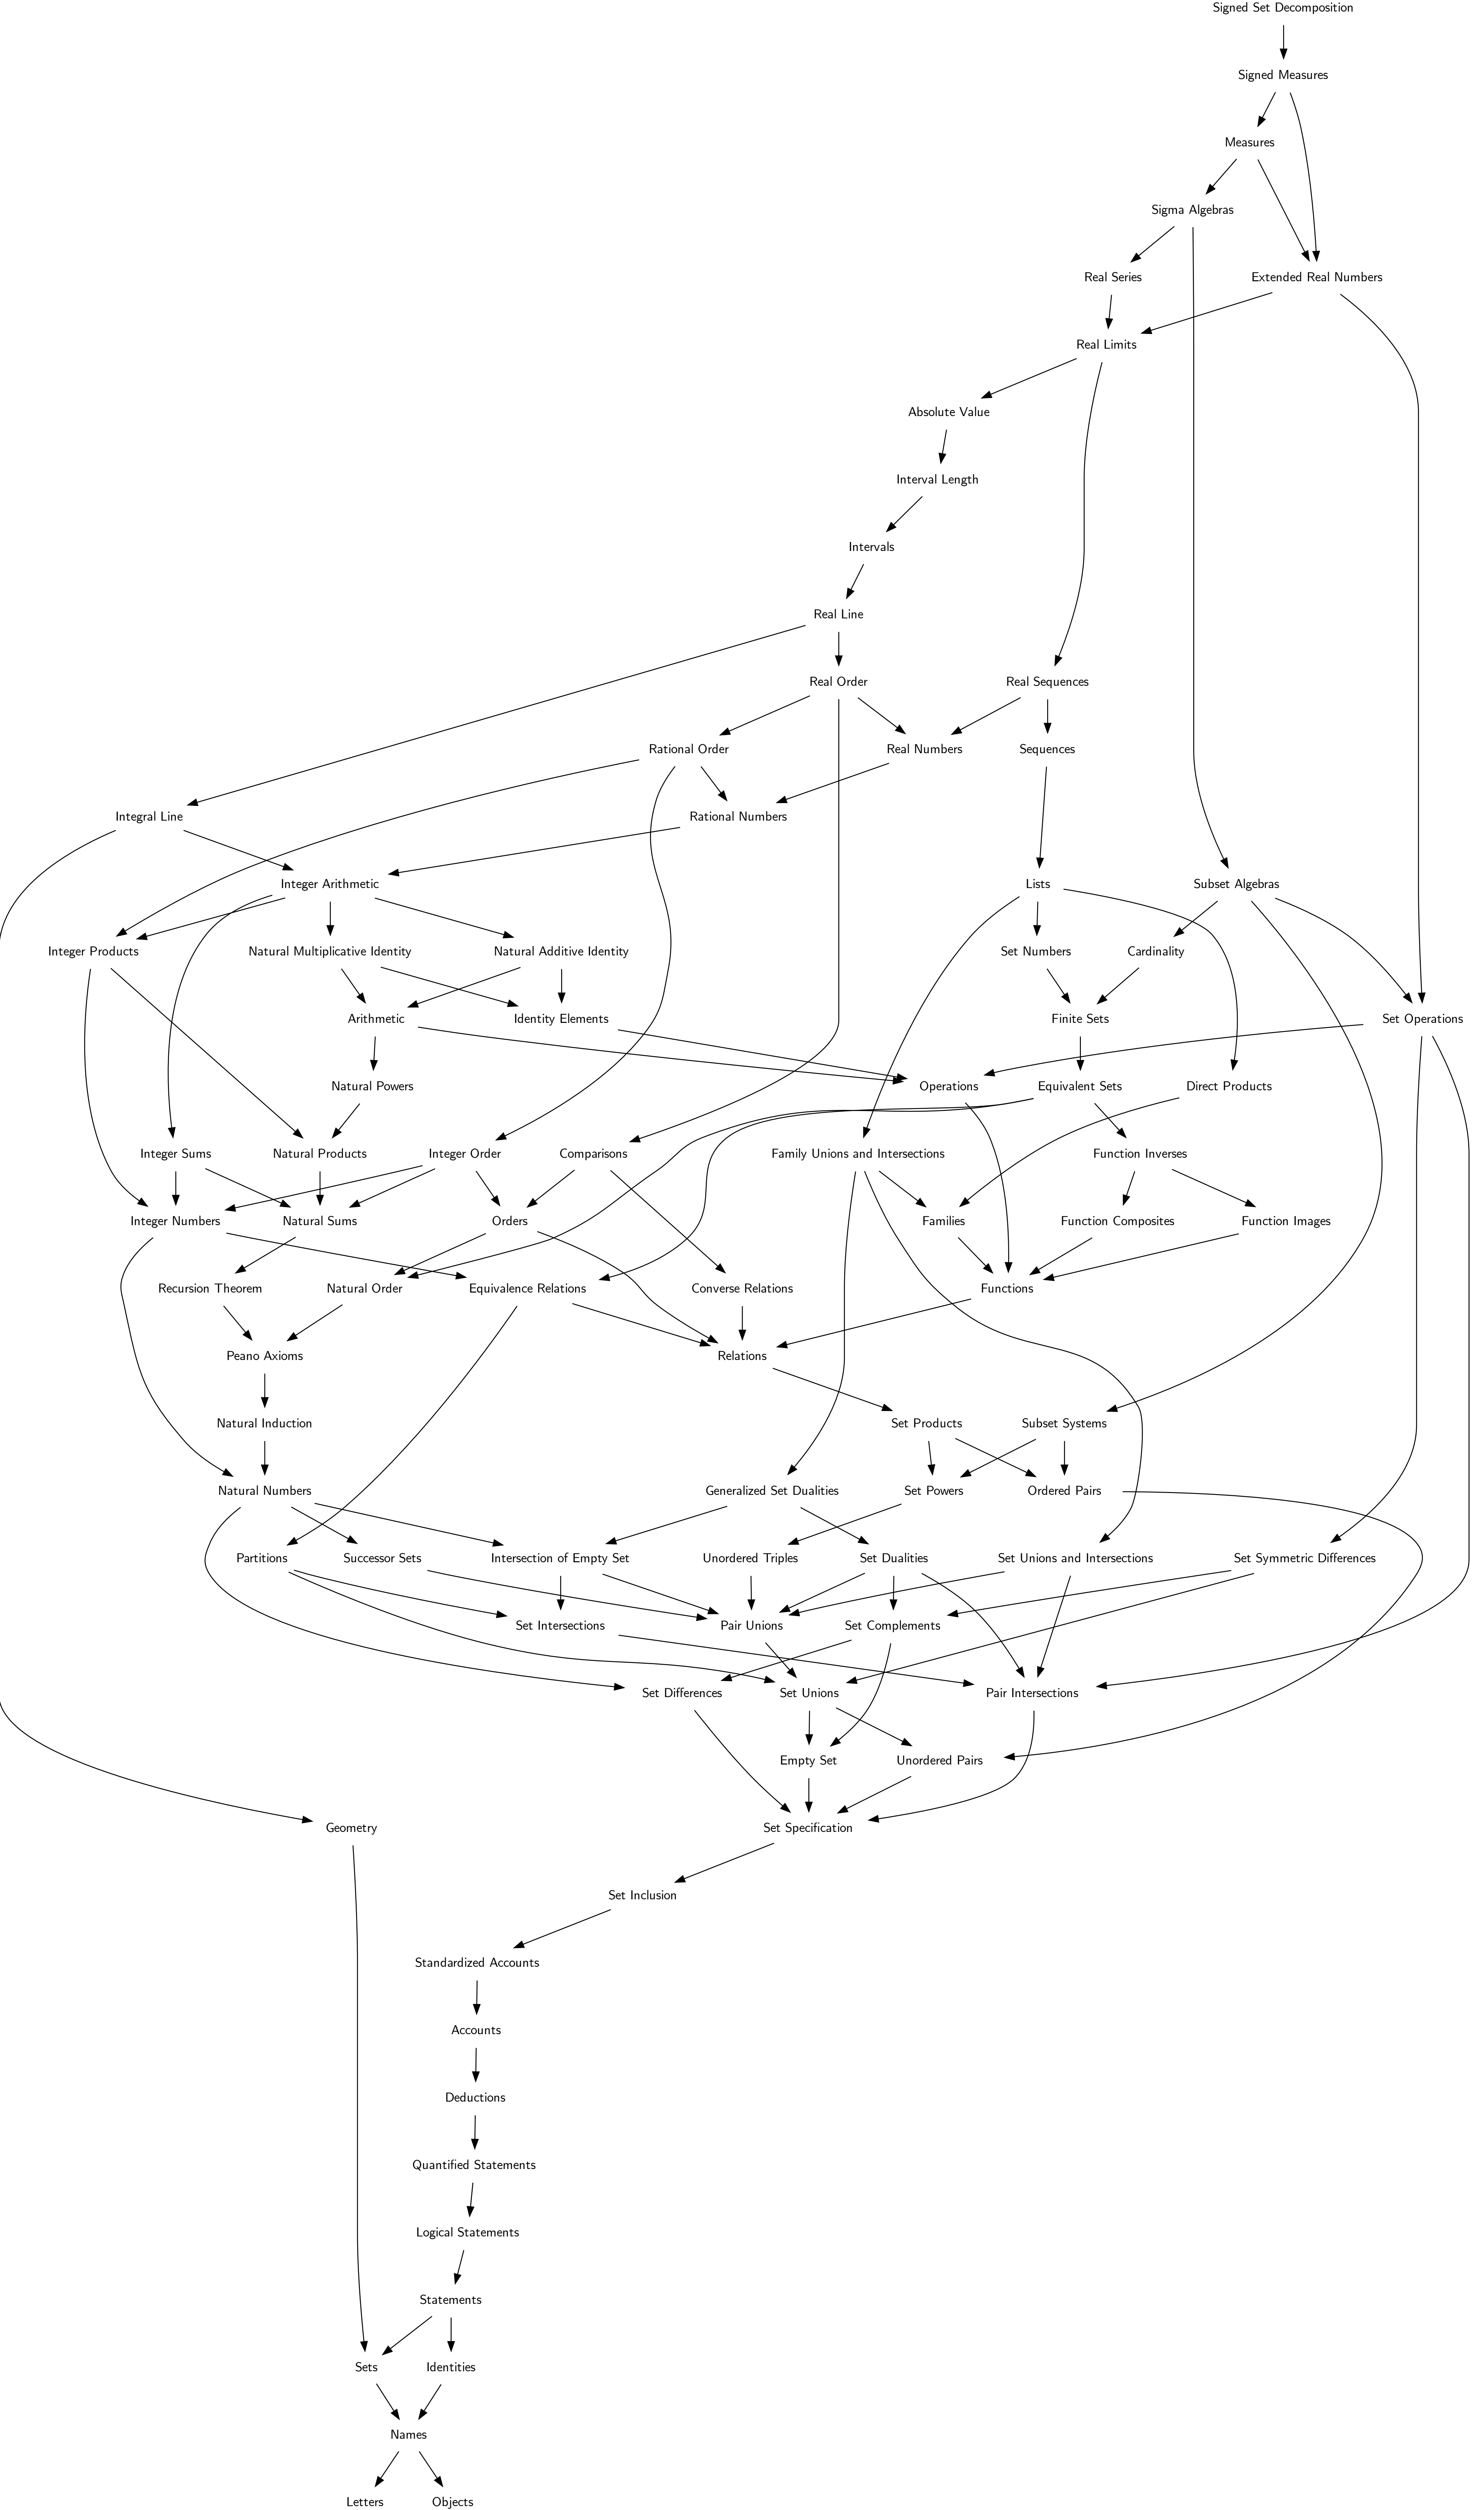 Signed Set Decomposition
Signed Measures
Measures
Sigma Algebras
Real Series
Extended Real Numbers
Real Limits
Absolute Value
Interval Length
Intervals
Real Line
Real Order
Real Sequences
Rational Order
Real Numbers
Sequences
Integral Line
Rational Numbers
Integer Arithmetic
Lists
Subset Algebras
Integer Products
Natural Multiplicative Identity
Natural Additive Identity
Set Numbers
Cardinality
Arithmetic
Identity Elements
Finite Sets
Set Operations
Natural Powers
Operations
Equivalent Sets
Direct Products
Integer Sums
Natural Products
Integer Order
Comparisons
Family Unions and Intersections
Function Inverses
Integer Numbers
Natural Sums
Orders
Families
Function Composites
Function Images
Recursion Theorem
Natural Order
Equivalence Relations
Converse Relations
Functions
Peano Axioms
Relations
Natural Induction
Set Products
Subset Systems
Natural Numbers
Generalized Set Dualities
Set Powers
Ordered Pairs
Partitions
Successor Sets
Intersection of Empty Set
Unordered Triples
Set Dualities
Set Unions and Intersections
Set Symmetric Differences
Set Intersections
Pair Unions
Set Complements
Set Differences
Set Unions
Pair Intersections
Empty Set
Unordered Pairs
Geometry
Set Specification
Set Inclusion
Standardized Accounts
Accounts
Deductions
Quantified Statements
Logical Statements
Statements
Sets
Identities
Names
Letters
Objects